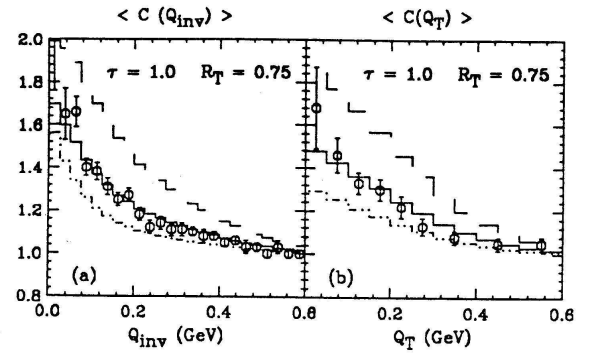 < C (Q_inv) > < C(Q_T) >
2.0
1.8
1.6
1.4
1.2
1.0
0.8
τ = 1.0 R_T = 0.75
(a)
τ = 1.0 R_T = 0.75
(b)
0.0 0.2 0.4 0.6 0.2 0.4 0.6
Q_inv (GeV) Q_T (GeV)